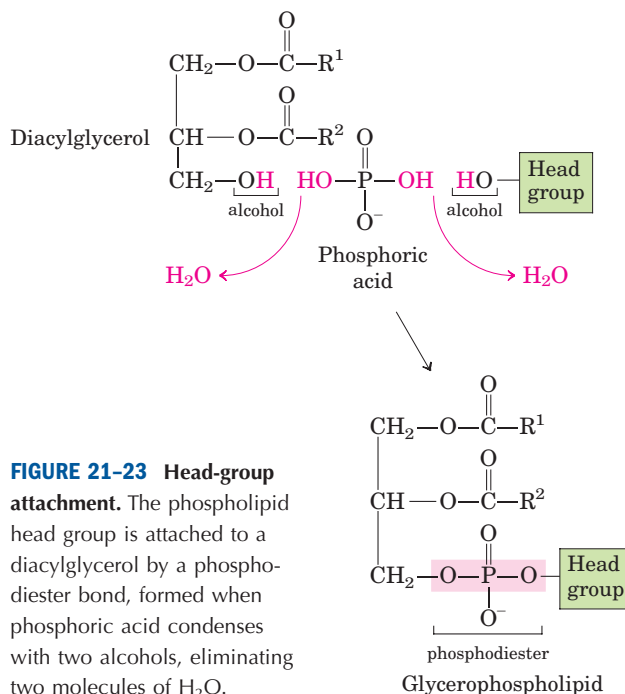 O
CH₂—O—C—R¹
O
Diacylglycerol CH—O—C—R² O
CH₂—OH HO—P—OH HO—Head group
alcohol O⁻ alcohol
H₂O Phosphoric acid H₂O
O
CH₂—O—C—R¹
O
CH—O—C—R²
O
CH₂—O—P—O—Head group
O⁻
phosphodiester
Glycerophospholipid
FIGURE 21–23 Head-group
attachment. The phospholipid
head group is attached to a
diacylglycerol by a phospho-
diester bond, formed when
phosphoric acid condenses
with two alcohols, eliminating
two molecules of H₂O.